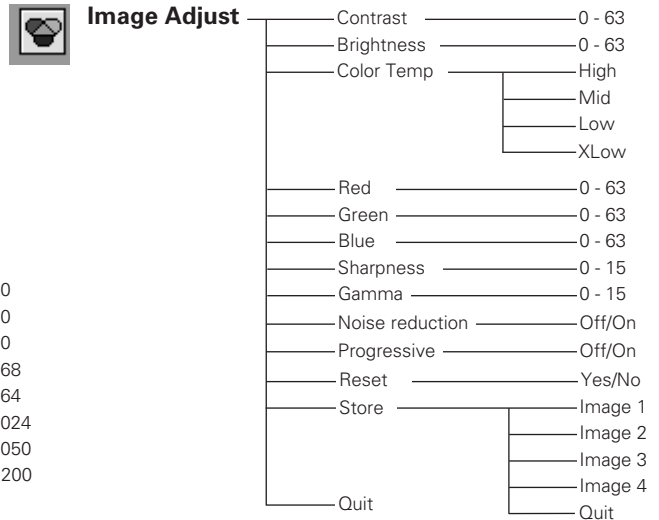 Image Adjust
Contrast 0 - 63
Brightness 0 - 63
Color Temp High
Mid
Low
XLow
Red 0 - 63
Green 0 - 63
Blue 0 - 63
Sharpness 0 - 15
Gamma 0 - 15
Noise reduction Off/On
Progressive Off/On
Reset Yes/No
Store Image 1
Image 2
Image 3
Image 4
Quit
Quit
0
0
0
68
64
024
050
200